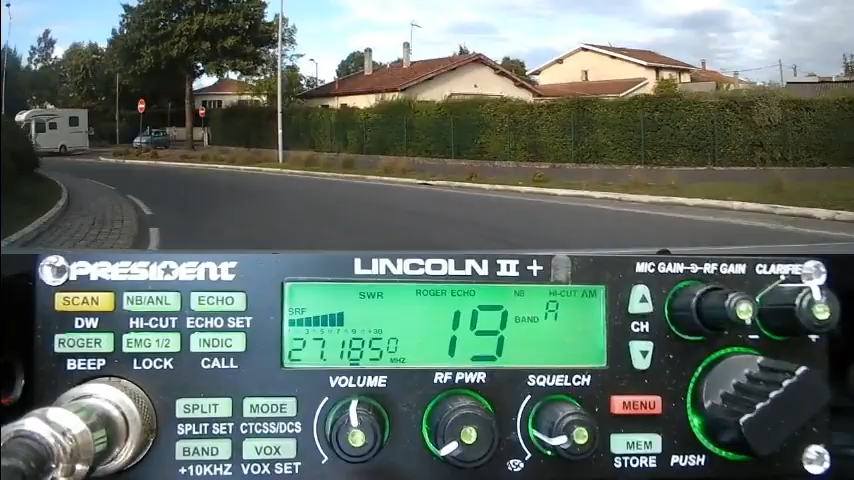 PRESIDENT
LINCOLN II +
MIC GAIN RF GAIN CLARIFIER
SCAN NB/ANL ECHO
DW HI-CUT ECHO SET
ROGER EMG 1/2 INDIC
BEEP LOCK CALL
SWR ROGER ECHO NB HI-CUT AM
SRF
27.1850 MHZ
19
BAND A
CH
VOLUME RF PWR SQUELCH
SPLIT MODE
SPLIT SET CTCSS/DCS
BAND VOX
+10KHz VOX SET
ASC
MENU
MEM
STORE
PUSH